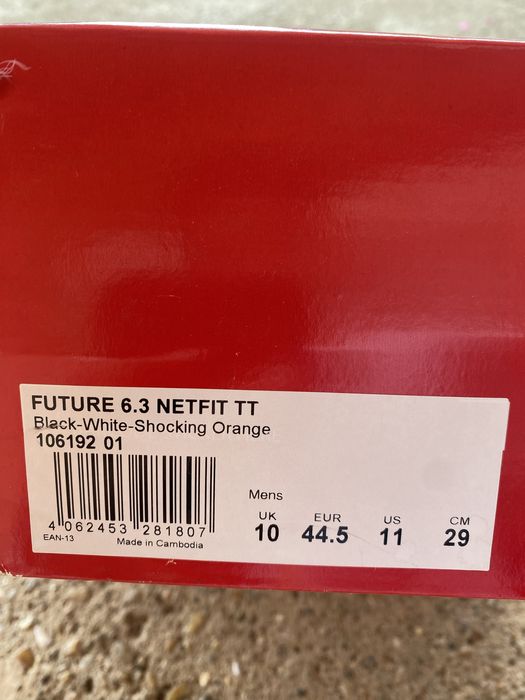 FUTURE 6.3 NETFIT TT
Black-White-Shocking Orange
106192 01
4 062453 281807
EAN-13 Made in Cambodia
Mens
UK EUR US CM
10 44.5 11 29